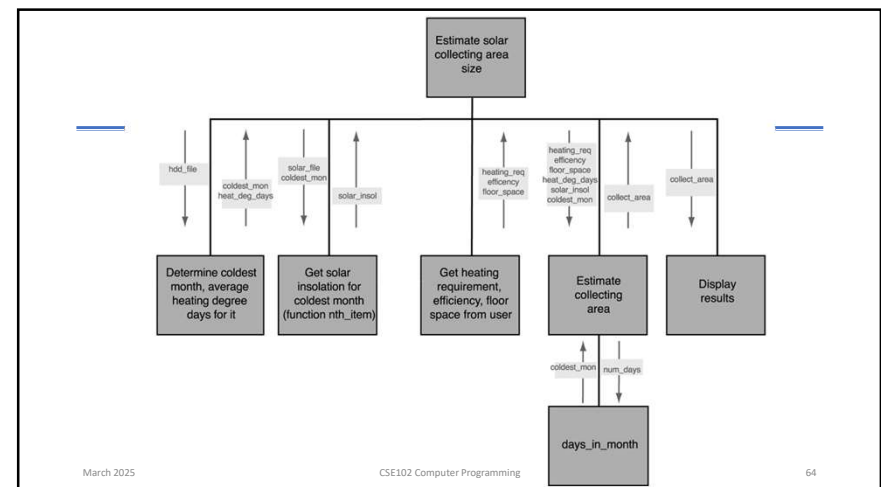 Estimate solar
collecting area
size
hdd_file
coldest_mon
heat_deg_days
solar_file
coldest_mon
solar_insol
heating_req
efficency
floor_space
heating_req
efficency
floor_space
heat_deg_days
solar_insol
coldest_mon
collect_area
collect_area
Determine coldest
month, average
heating degree
days for it
Get solar
insolation for
coldest month
(function nth_item)
Get heating
requirement,
efficiency, floor
space from user
Estimate
collecting
area
Display
results
coldest_mon
num_days
days_in_month
March 2025
CSE102 Computer Programming
64